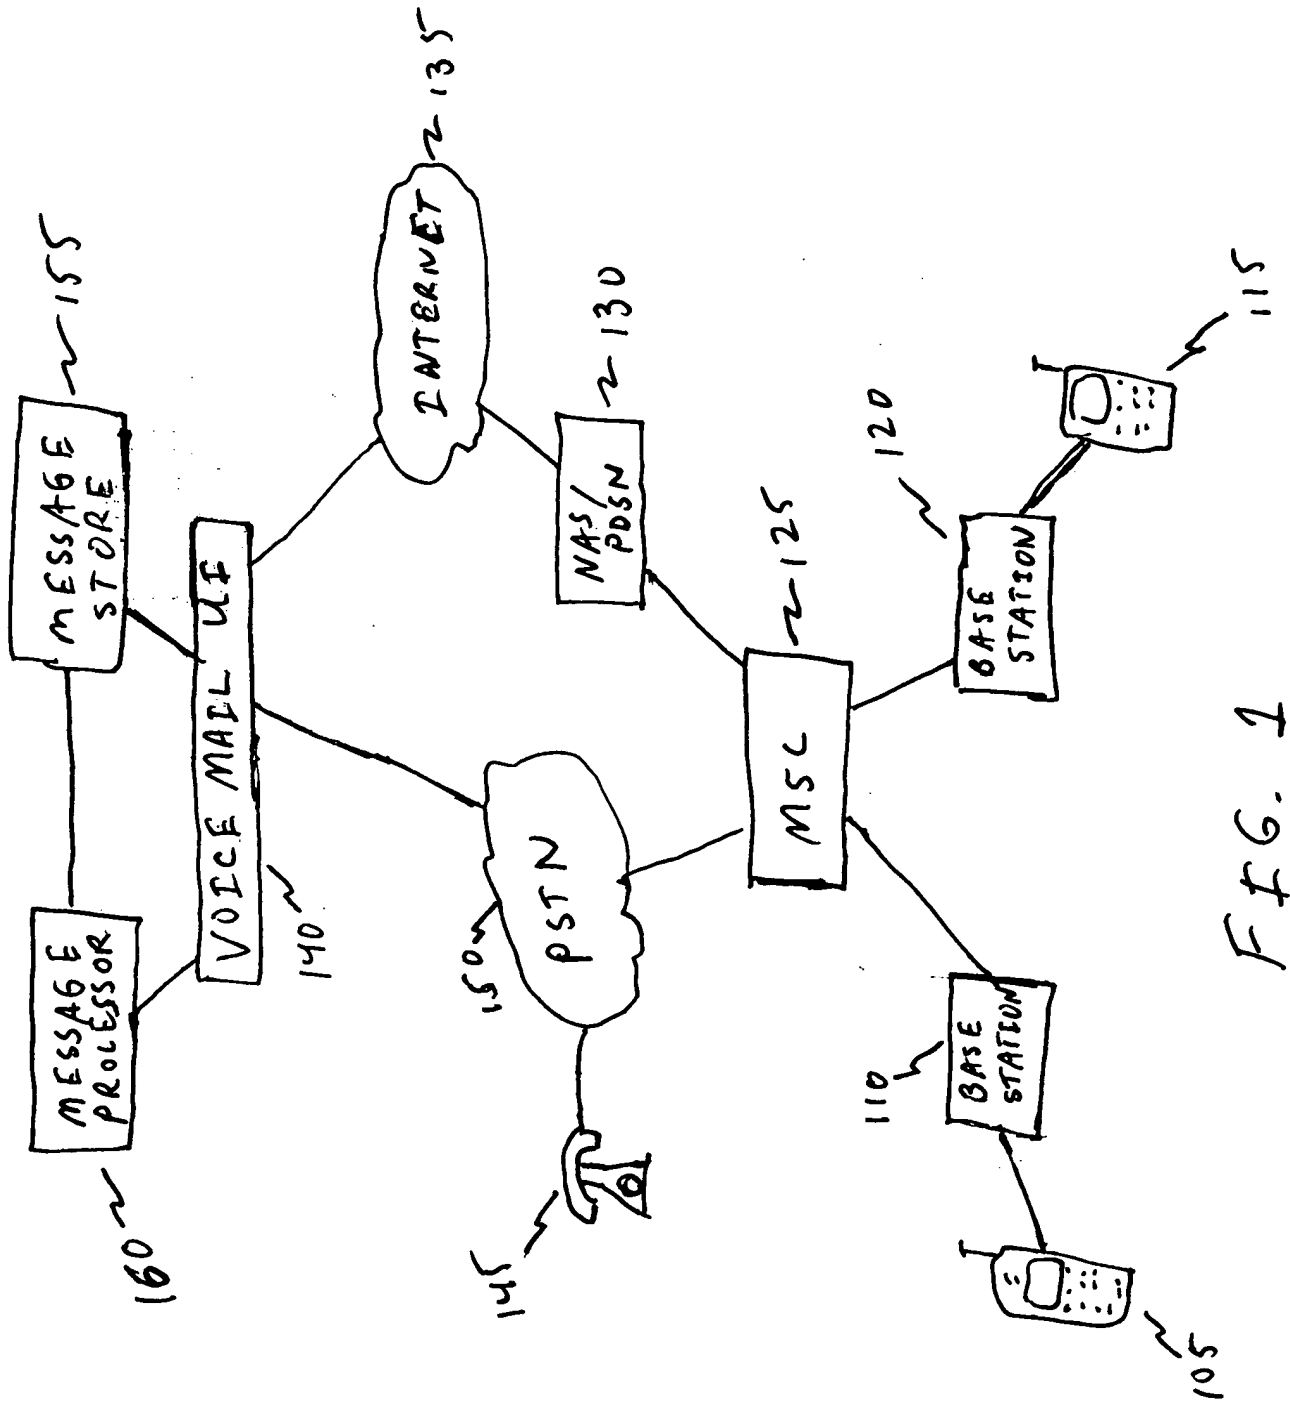 160
MESSAGE
PROCESSOR
MESSAGE
STORE
155
VOICE MAIL UI
140
INTERNET
135
145
150
PSTN
NAS/
PDSN
130
MSC
125
110
BASE
STATION
BASE
STATION
120
105
115
FIG. 1